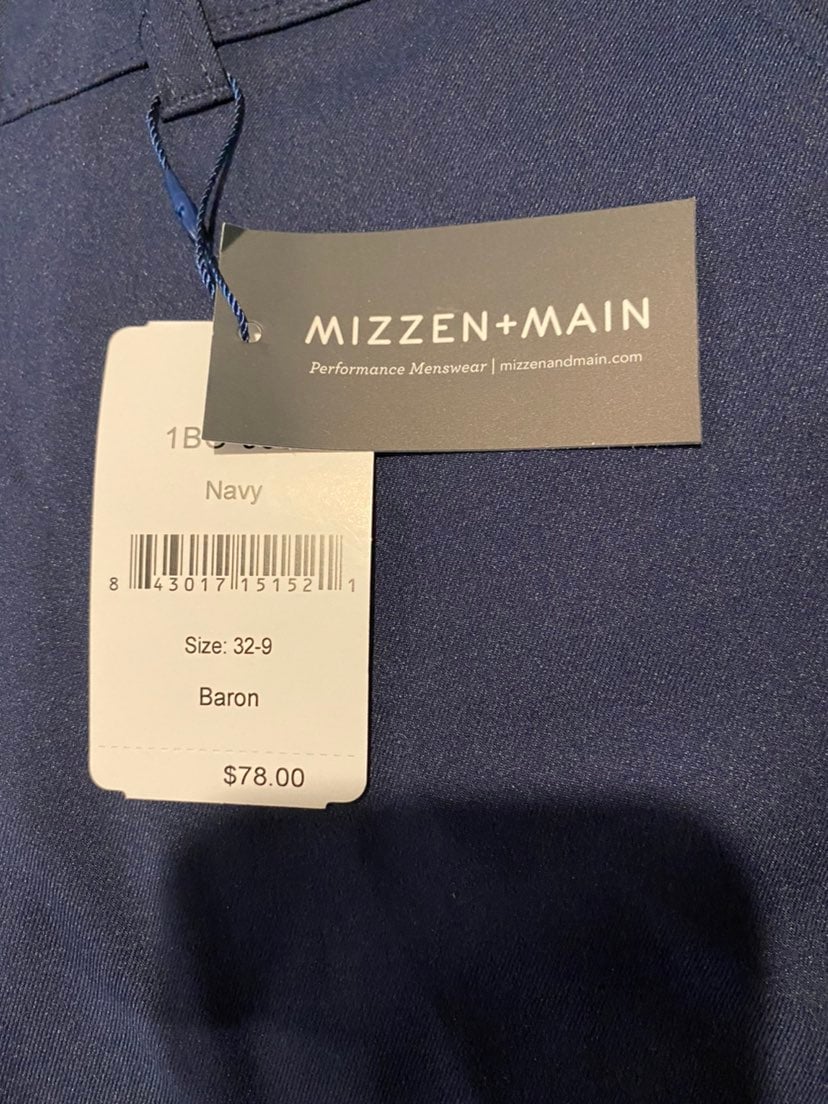 MIZZEN+MAIN
Performance Menswear | mizzenandmain.com
Navy
8 43017 15152 1
Size: 32-9
Baron
$78.00